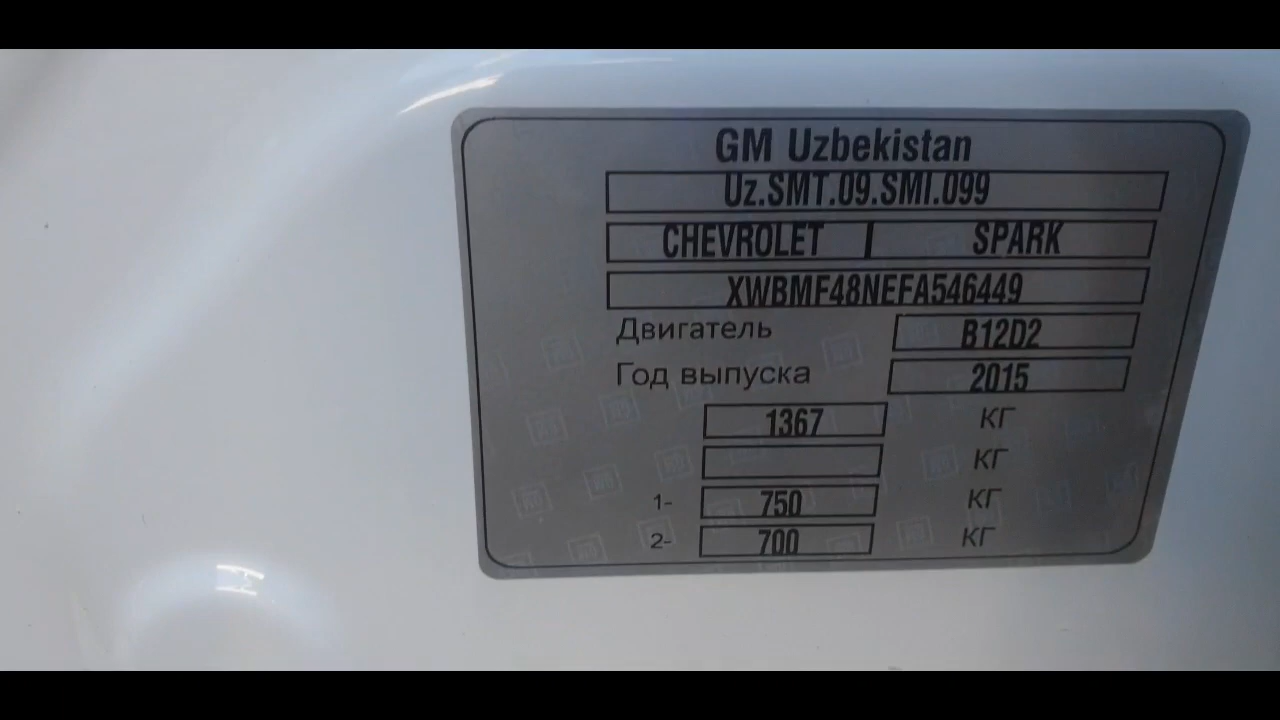 GM Uzbekistan
Uz.SMT.09.SMI.099
CHEVROLET SPARK
XWBMF48NEFA546449
Двигатель B12D2
Год выпуска 2015
1367 КГ
КГ
1- 750 КГ
2- 700 КГ